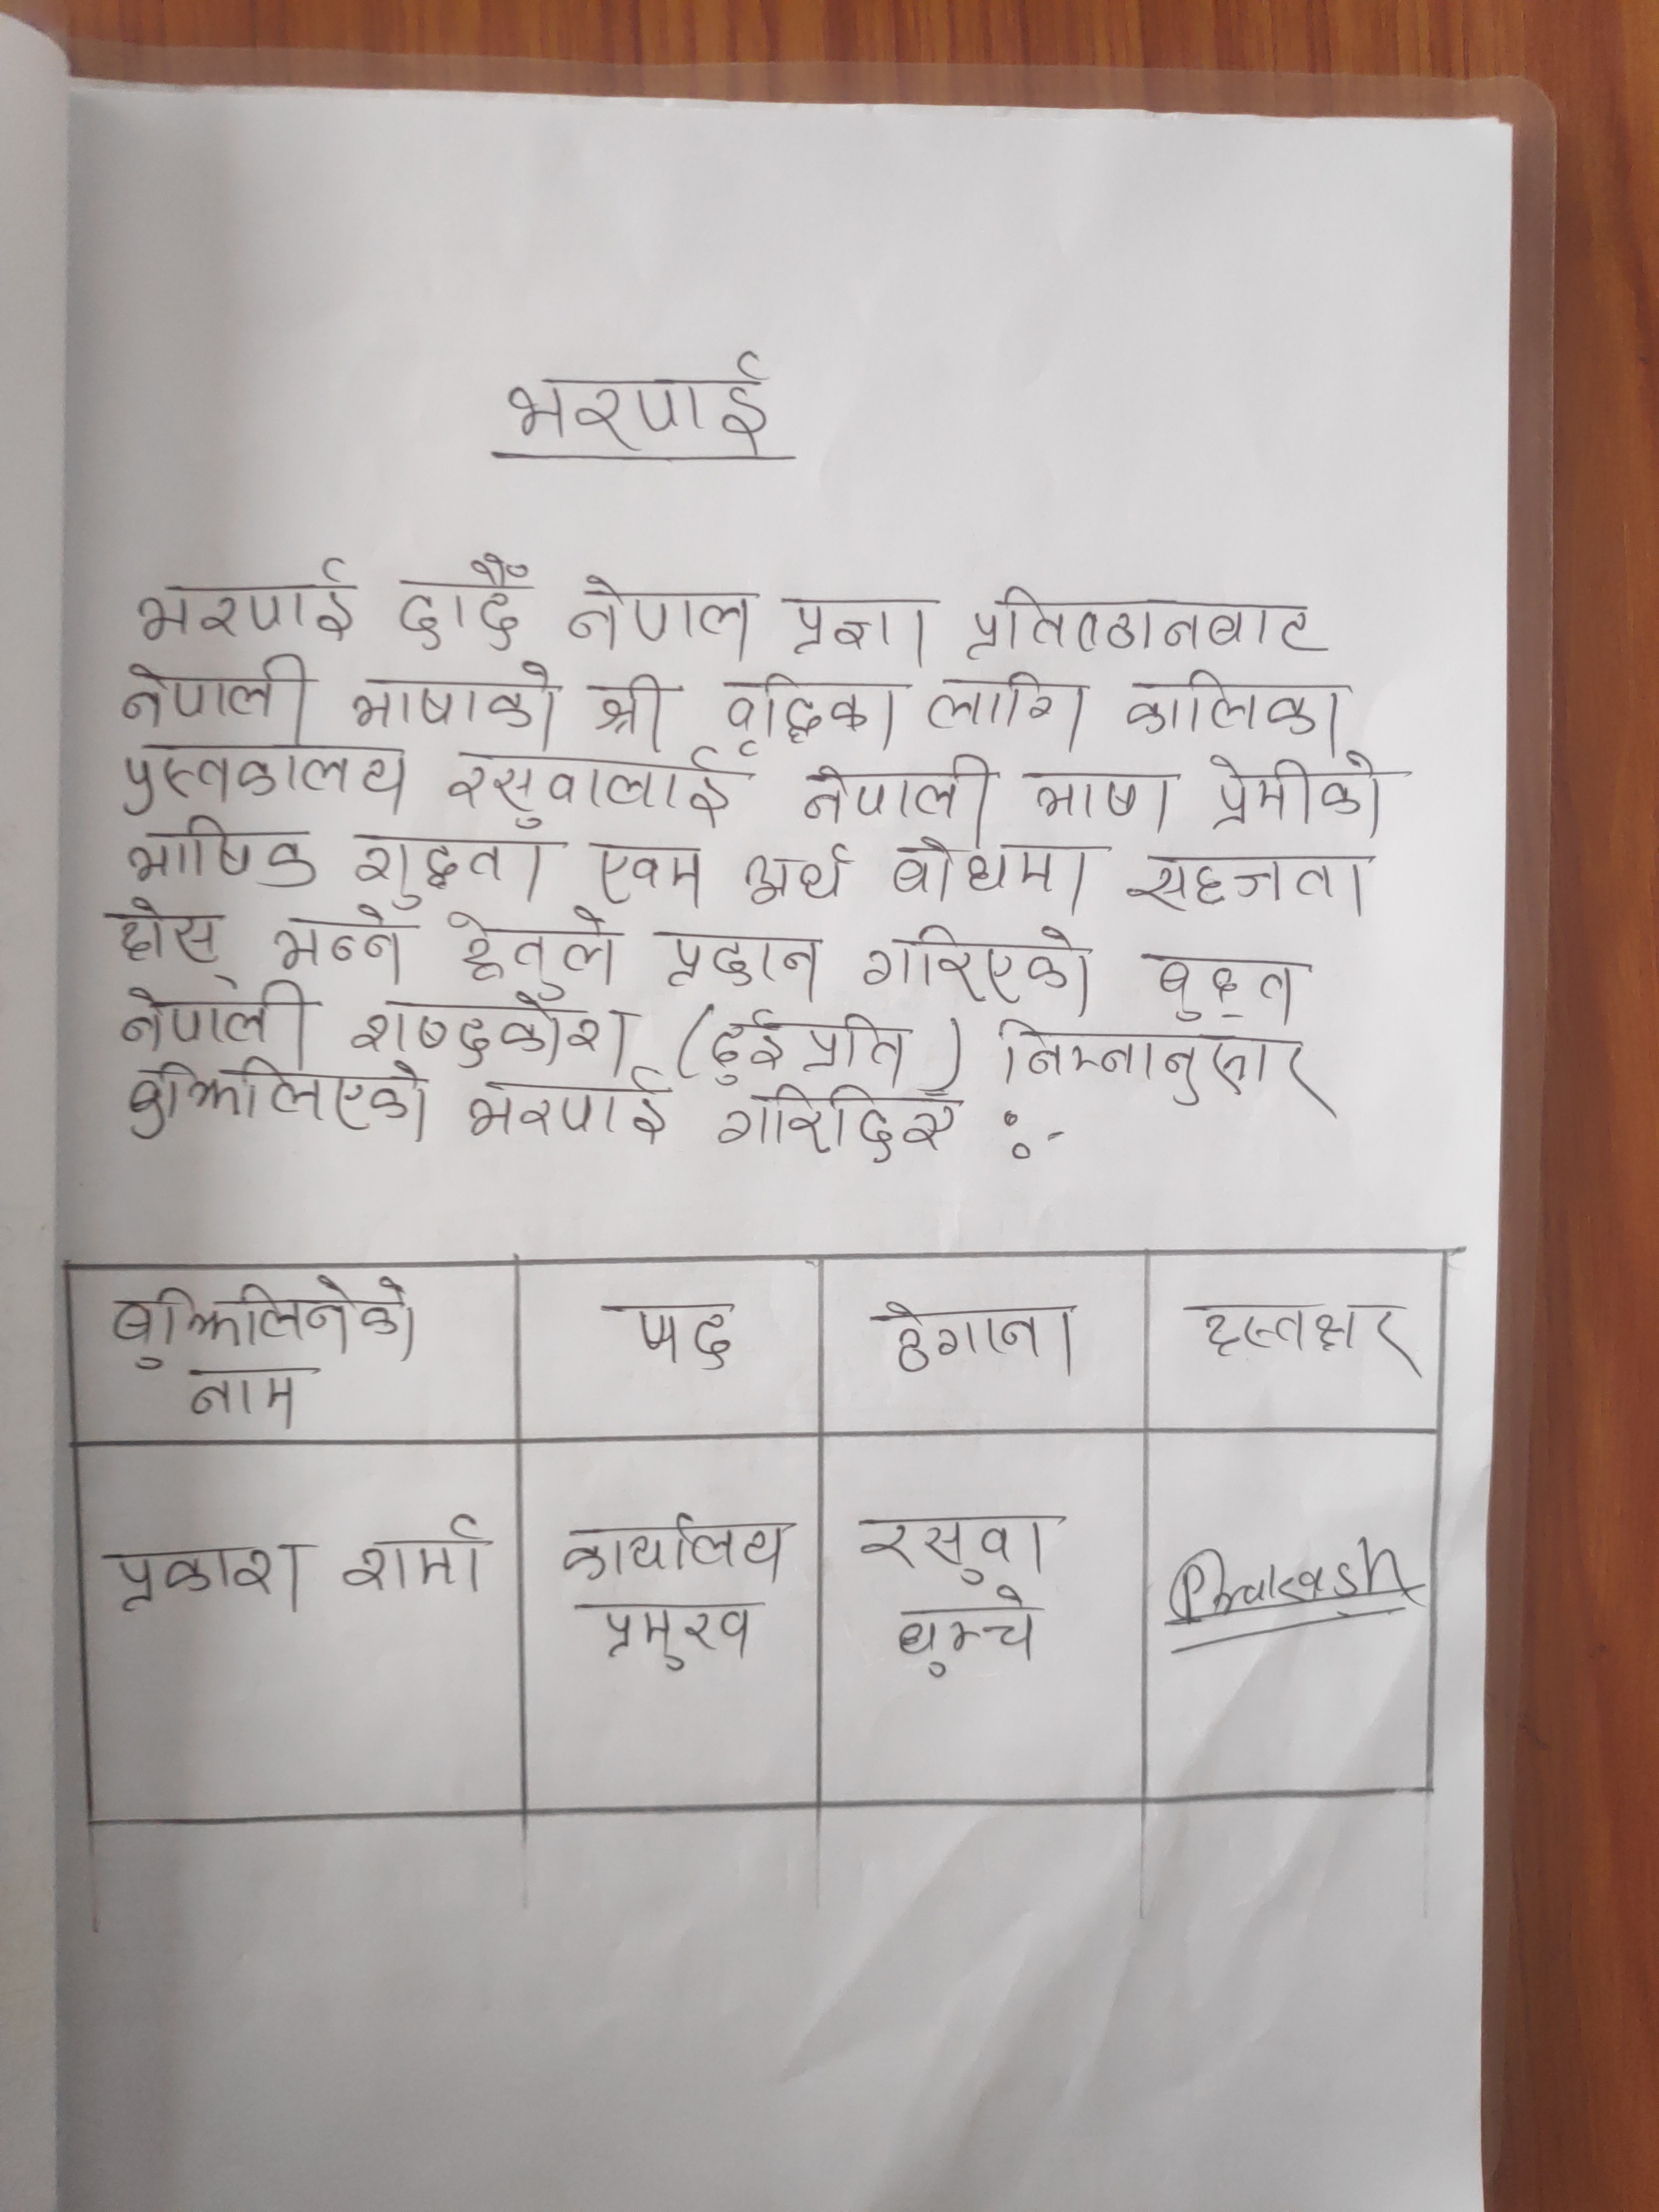 भरपाई
भरपाई दादैँ नेपाल प्रज्ञा प्रतिष्ठानबाट
नेपाली भाषाको श्री वृद्धिका लागि कालिका
पुस्तकालय रसुवालाई नेपाली भाषा प्रेमीको
भाषिक शुद्धता एवम अर्थ बोधमा सहजता
होस् भन्ने हेतुले प्रदान गरिएको बृहत
नेपाली शब्दकोश (दुई प्रति) निम्नानुसार
बुझिलिएको भरपाई गरिदिएँ :-
बुझिलिनेको पद ठेगाना हस्तक्षर
नाम
प्रकाश शर्मा कार्यालय रसुवा Prakash
प्रमुख धुन्चे